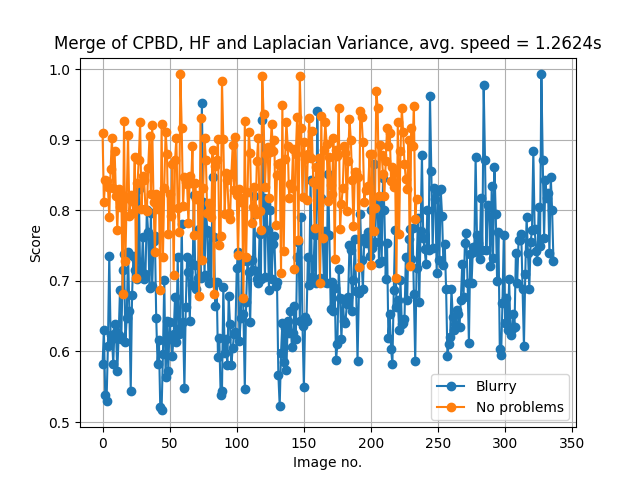 Merge of CPBD, HF and Laplacian Variance, avg. speed = 1.2624s
1.0
0.9
0.8
0.7
0.6
0.5
Score
0
50
100
150
200
250
300
350
Image no.
Blurry
No problems